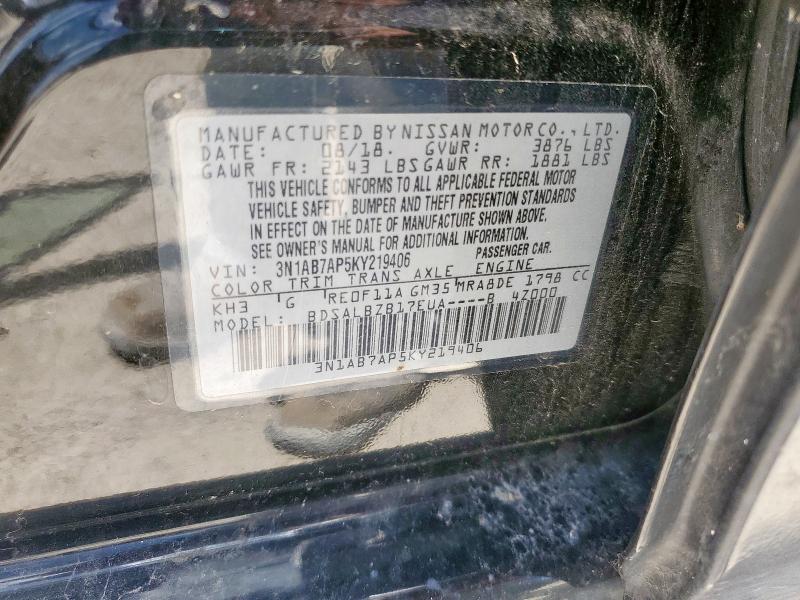 MANUFACTURED BY NISSAN MOTOR CO., LTD.
DATE: 08/18. GVWR: 3876 LBS
GAWR FR: 2143 LBS GAWR RR: 1881 LBS
THIS VEHICLE CONFORMS TO ALL APPLICABLE FEDERAL MOTOR
VEHICLE SAFETY, BUMPER AND THEFT PREVENTION STANDARDS
IN EFFECT ON THE DATE OF MANUFACTURE SHOWN ABOVE.
SEE OWNER'S MANUAL FOR ADDITIONAL INFORMATION.
VIN: 3N1AB7AP5KY219406 PASSENGER CAR.
COLOR TRIM TRANS AXLE ENGINE
KH3 G RE0F11A GM35 MRA8DE 1798 CC
MODEL: BDSALBZB17EUA----B 4Z000
3N1AB7AP5KY219406